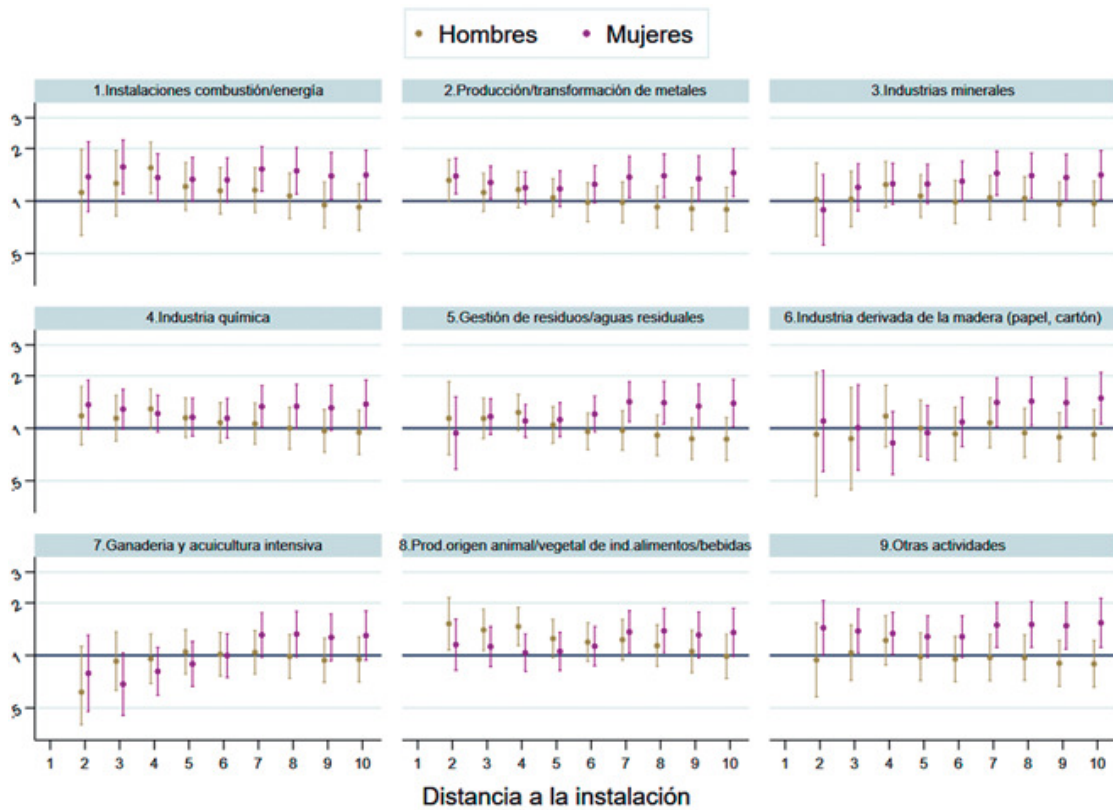 Hombres Mujeres
1.Instalaciones combustión/energía 2.Producción/transformación de metales 3.Industrias minerales
3
2
1
.5
4.Industria química 5.Gestión de residuos/aguas residuales 6.Industria derivada de la madera (papel, cartón)
3
2
1
.5
7.Ganaderia y acuicultura intensiva 8.Prod.origen animal/vegetal de ind.alimentos/bebidas 9.Otras actividades
3
2
1
.5
1 2 3 4 5 6 7 8 9 10 1 2 3 4 5 6 7 8 9 10 1 2 3 4 5 6 7 8 9 10
Distancia a la instalación